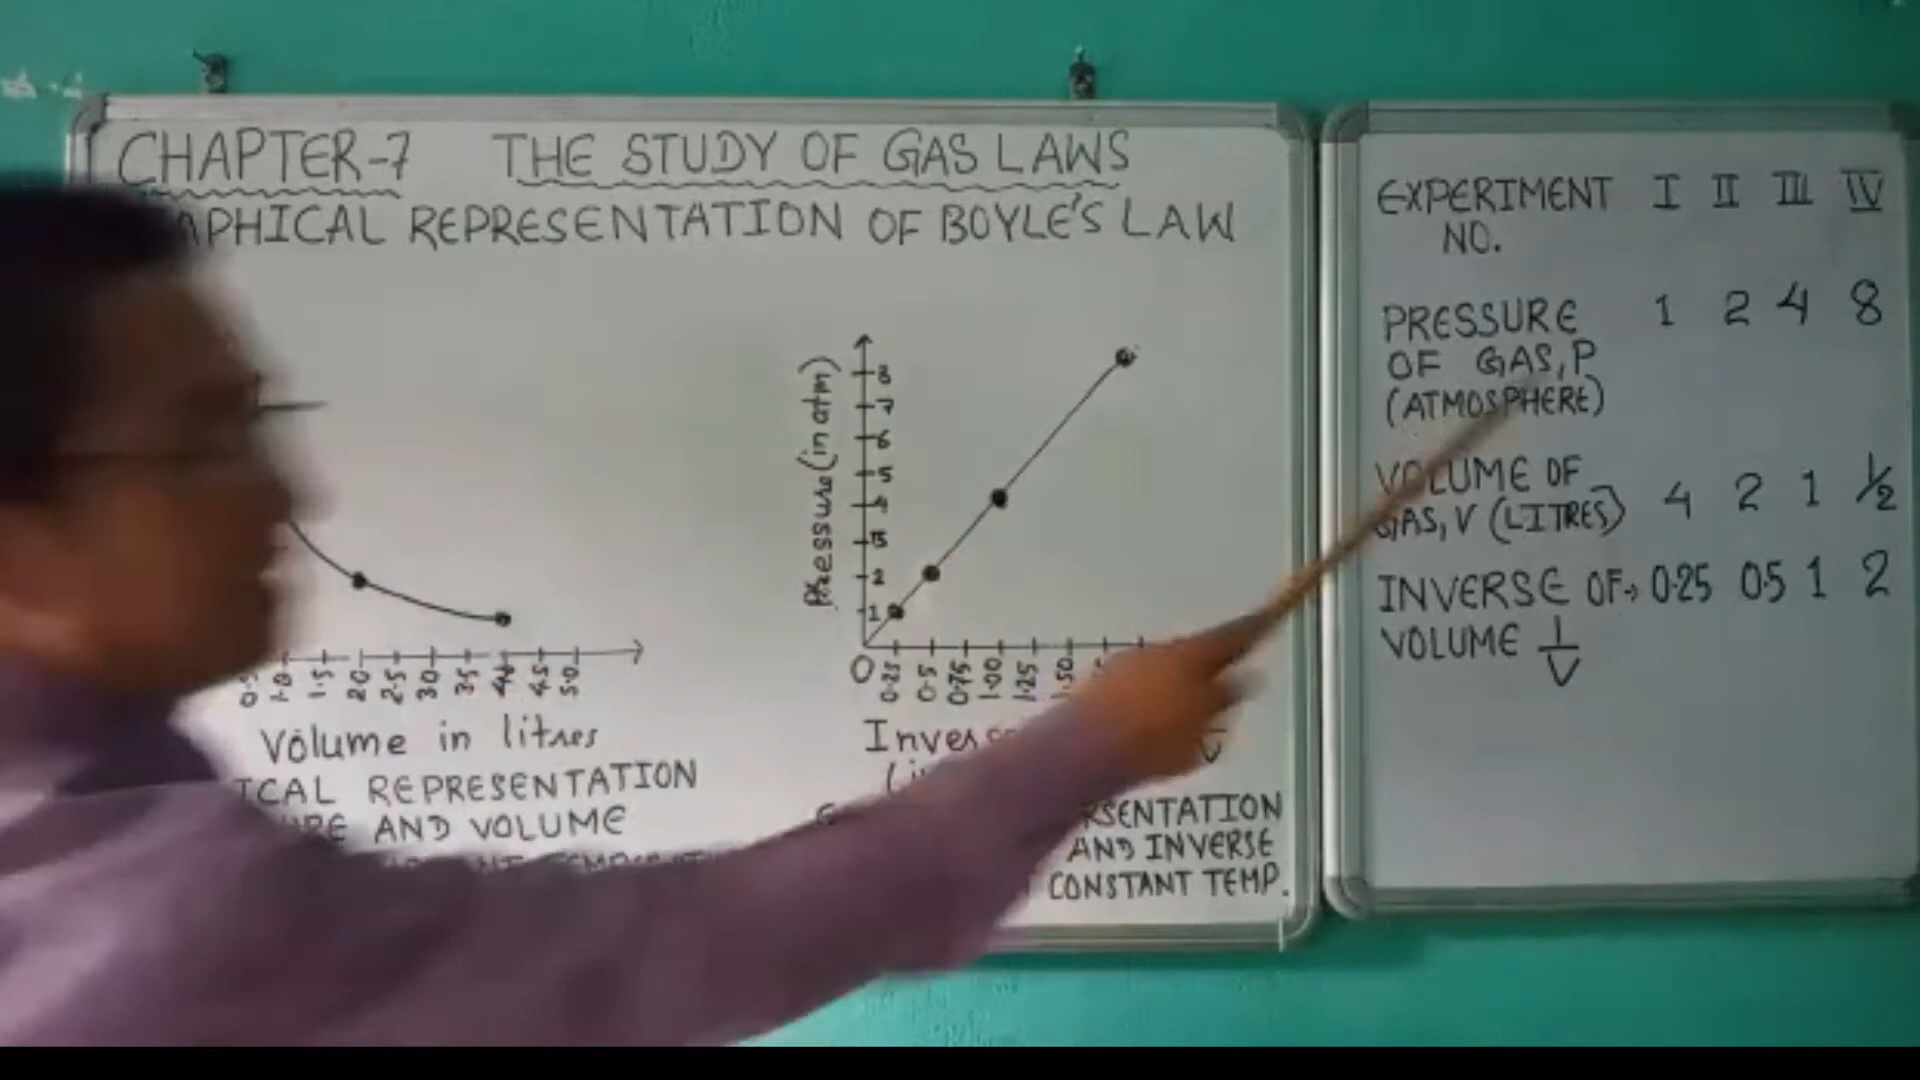 CHAPTER-7 THE STUDY OF GAS LAWS
APHICAL REPRESENTATION OF BOYLE'S LAW
1.0 1.5 2.0 2.5 3.0 3.5 4.0 4.5 5.0
Volume in litres
ICAL REPRESENTATION
URE AND VOLUME
Pressure (in atm)
8
7
6
5
4
3
2
1
O 0.25 0.5 0.75 1.00 1.25 1.50
Invers
RSENTATION
AND INVERSE
CONSTANT TEMP.
EXPERIMENT I II III IV
NO.
PRESSURE 1 2 4 8
OF GAS, P
(ATMOSPHERE)
VOLUME OF
GAS, V (LITRES) 4 2 1 1/2
INVERSE OF→ 0.25 0.5 1 2
VOLUME 1/V